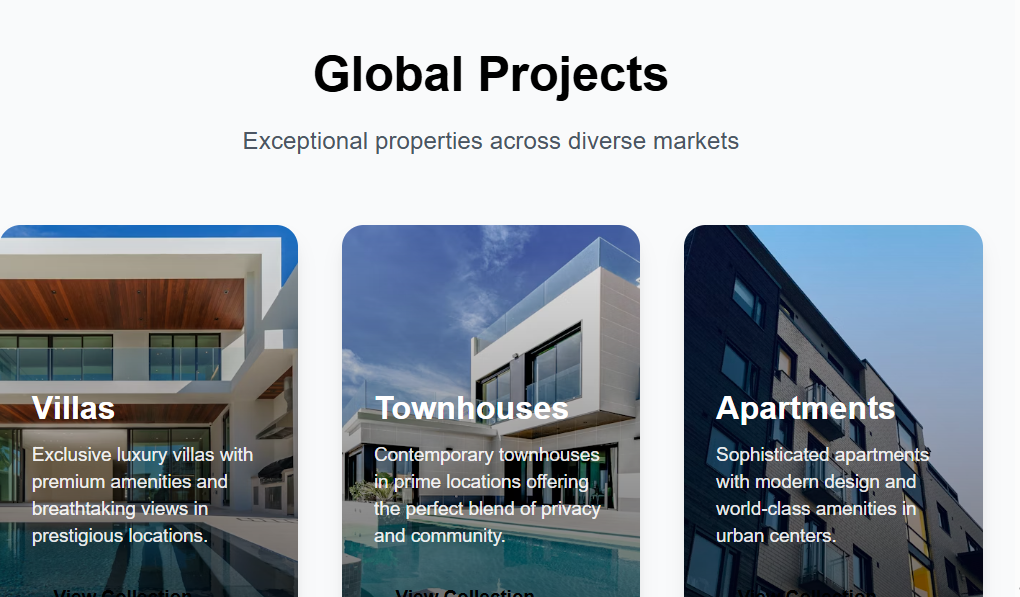 Global Projects
Exceptional properties across diverse markets
Villas
Exclusive luxury villas with
premium amenities and
breathtaking views in
prestigious locations.
View Collection
Townhouses
Contemporary townhouses
in prime locations offering
the perfect blend of privacy
and community.
View Collection
Apartments
Sophisticated apartments
with modern design and
world-class amenities in
urban centers.
View Collection